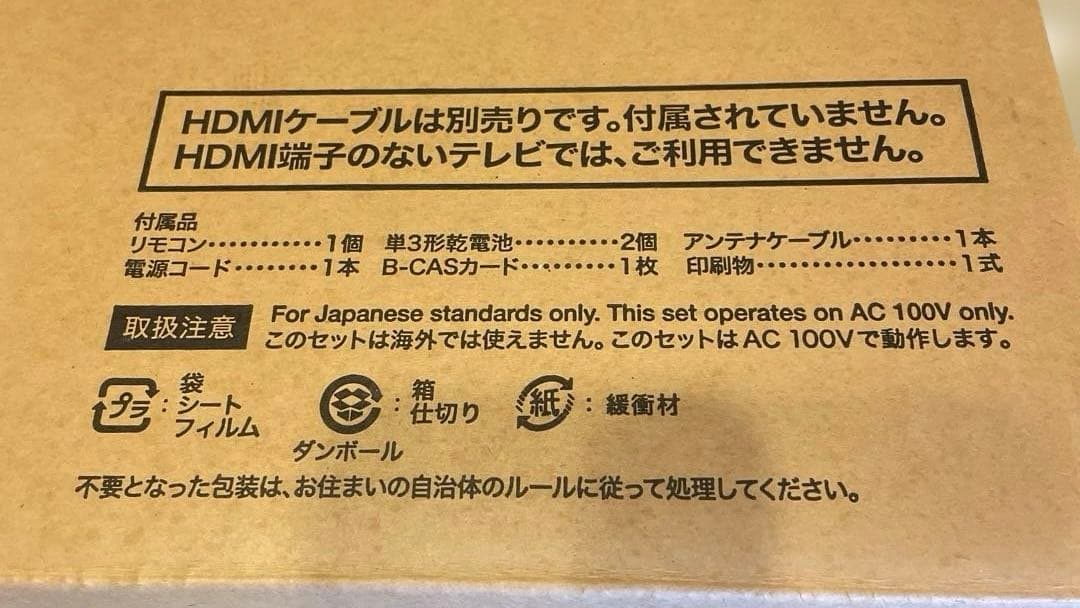 HDMIケーブルは別売りです。付属されていません。
HDMI端子のないテレビでは、ご利用できません。
付属品
リモコン············1個 単3形乾電池··········2個 アンテナケーブル·········1本
電源コード········1本 B-CASカード·········1枚 印刷物··················1式
取扱注意 For Japanese standards only. This set operates on AC 100V only.
このセットは海外では使えません。このセットはAC 100Vで動作します。
プラ : 袋
シート
フィルム
ダンボール : 箱
仕切り
紙 : 緩衝材
不要となった包装は、お住まいの自治体のルールに従って処理してください。